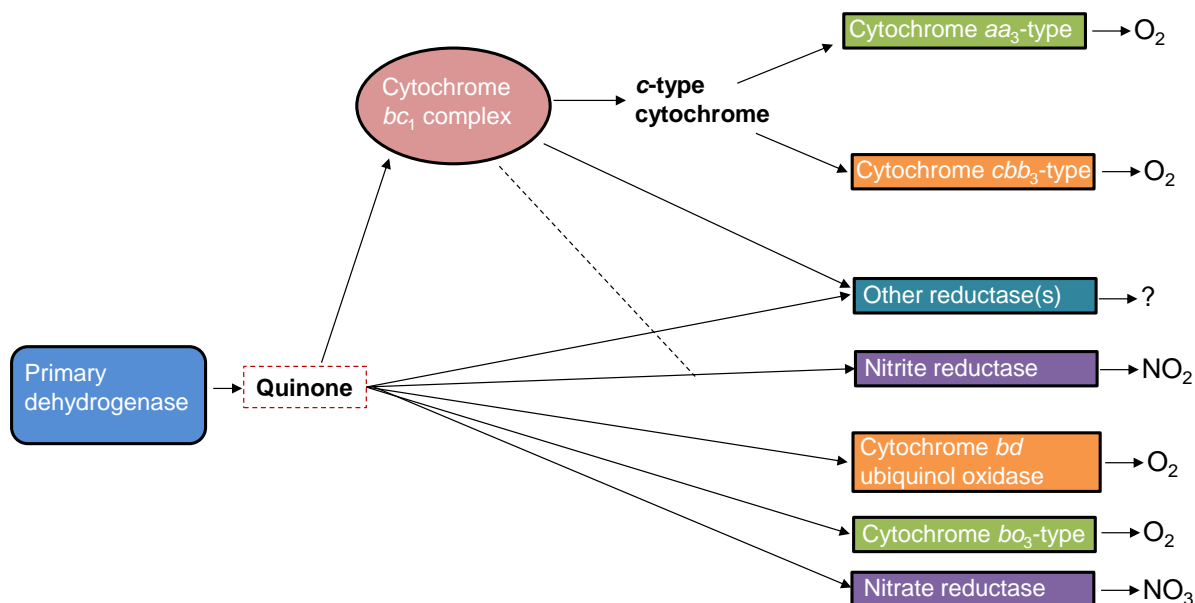 Cytochrome aa₃-type
O₂
Cytochrome
bc₁ complex
c-type
cytochrome
Cytochrome cbb₃-type
O₂
Other reductase(s)
?
Primary
dehydrogenase
Quinone
Nitrite reductase
NO₂
Cytochrome bd
ubiquinol oxidase
O₂
Cytochrome bo₃-type
O₂
Nitrate reductase
NO₃